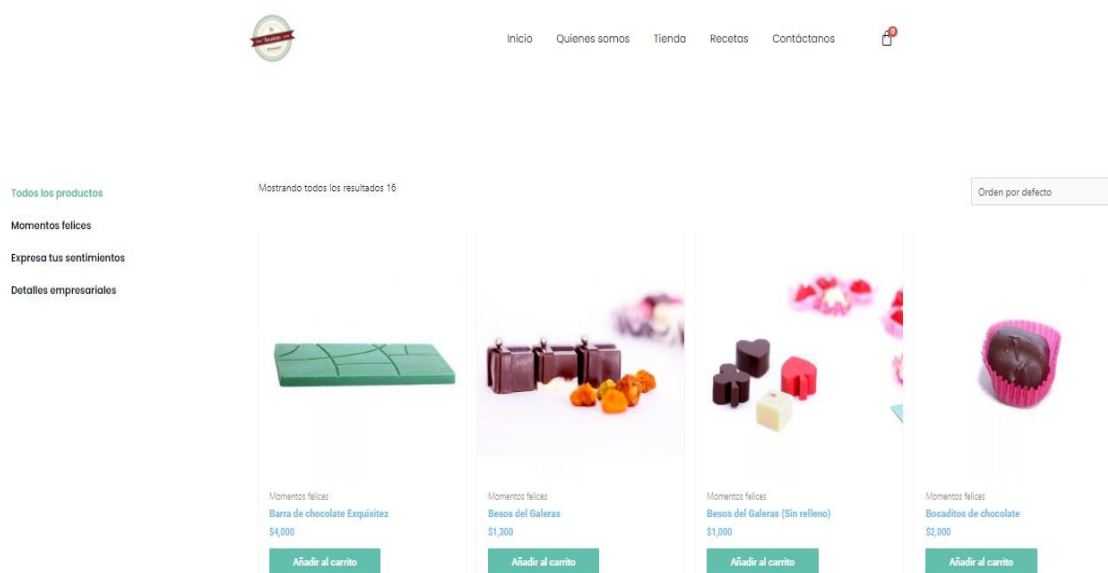 Inicio Quienes somos Tienda Recetas Contáctanos 0
Todos los productos
Momentos felices
Expresa tus sentimientos
Detalles empresariales
Mostrando todos los resultados 16
Orden por defecto
Momentos felices
Barra de chocolate Exquisitez
$4,000
Añadir al carrito
Momentos felices
Besos del Galeras
$1,300
Añadir al carrito
Momentos felices
Besos del Galeras (Sin relleno)
$1,000
Añadir al carrito
Momentos felices
Bocaditos de chocolate
$2,000
Añadir al carrito